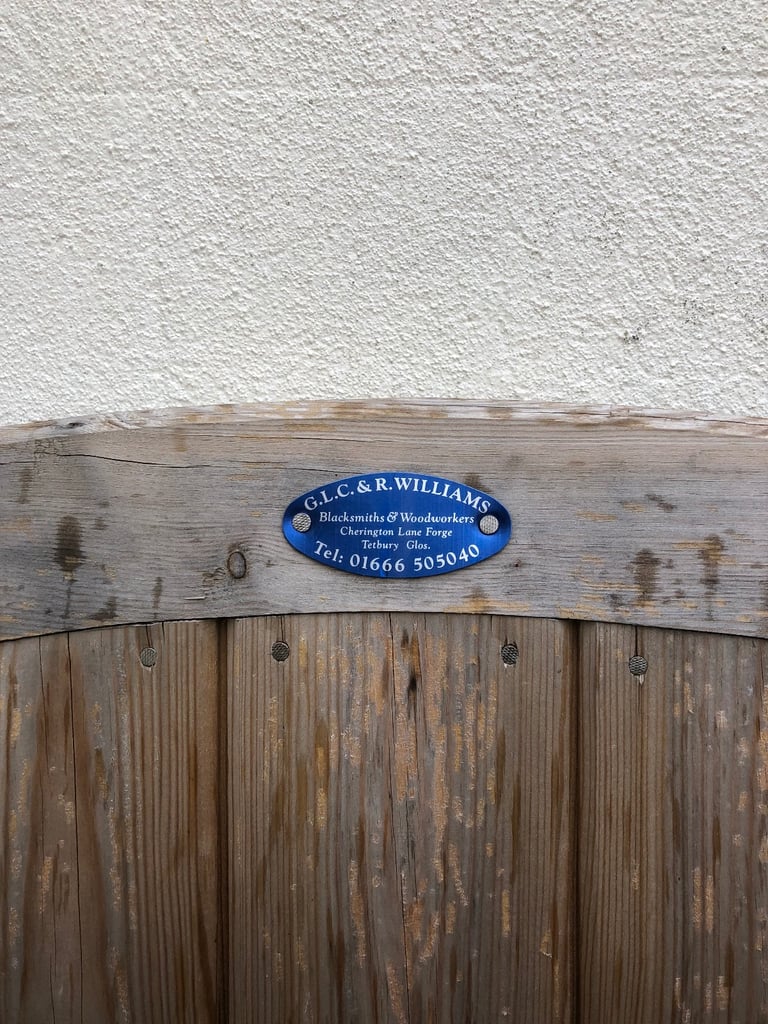 G.L.C. & R. WILLIAMS
Blacksmiths & Woodworkers
Cherington Lane Forge
Tetbury Glos.
Tel: 01666 505040